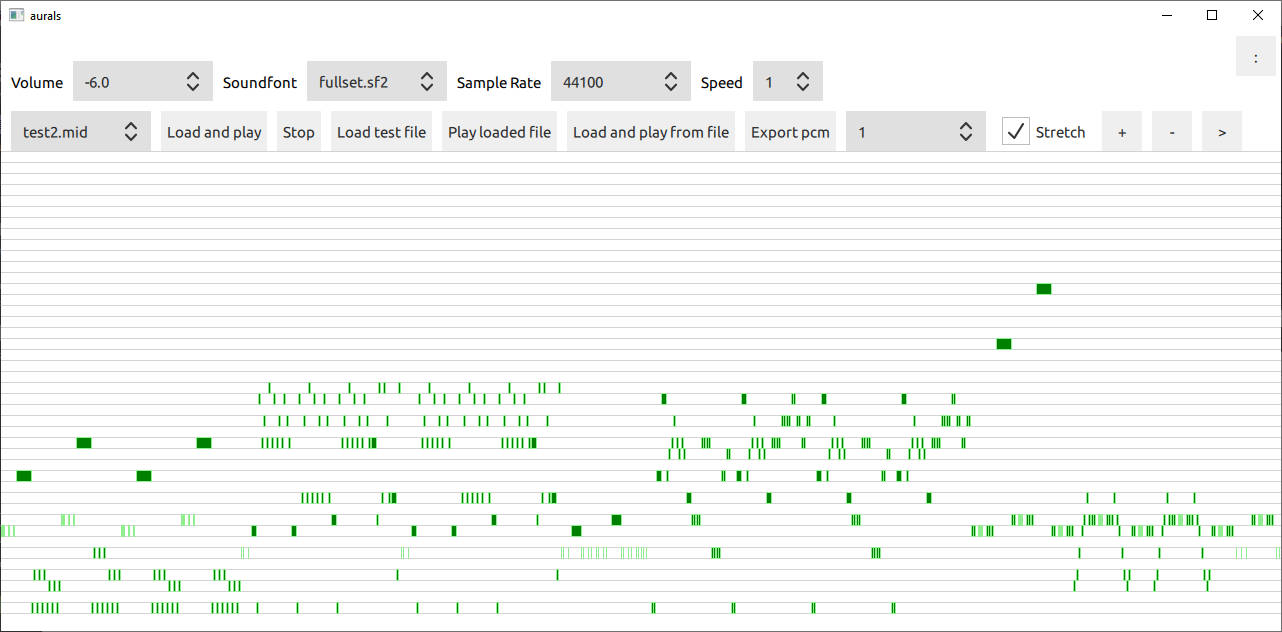 aurals
:
Volume -6.0 Soundfont fullset.sf2 Sample Rate 44100 Speed 1
test2.mid Load and play Stop Load test file Play loaded file Load and play from file Export pcm 1 Stretch + - >